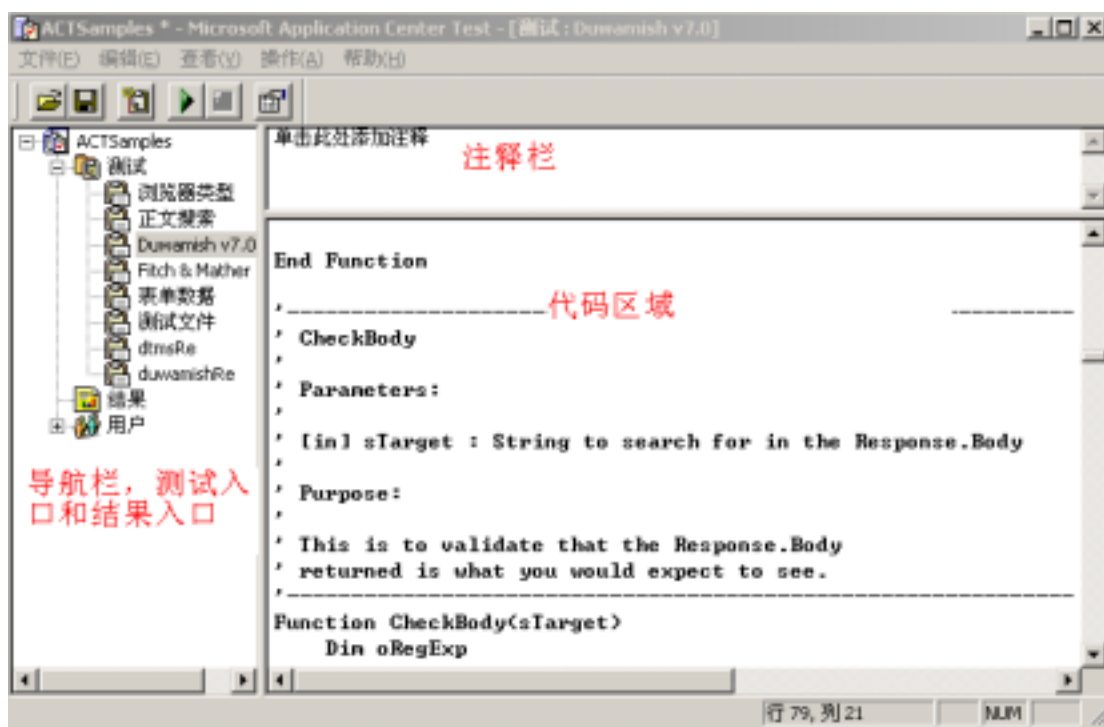 ACTSamples * - Microsoft Application Center Test - [测试 : Duwamish v7.0]
文件(F) 编辑(E) 查看(V) 操作(A) 帮助(H)
ACTSamples
测试
浏览器类型
正文搜索
Duwamish v7.0
Fitch & Mather
表单数据
测试文件
dtmsRe
duwamishRe
结果
用户
导航栏，测试入
口和结果入口
单击此处添加注释
注释栏
End Function
'____________________代码区域 __________
' CheckBody
'
' Parameters:
'
' [in] sTarget : String to search for in the Response.Body
'
' Purpose:
'
' This is to validate that the Response.Body
' returned is what you would expect to see.
'____________________________________________________________
Function CheckBody(sTarget)
Dim oRegExp
行 79, 列 21
NUM